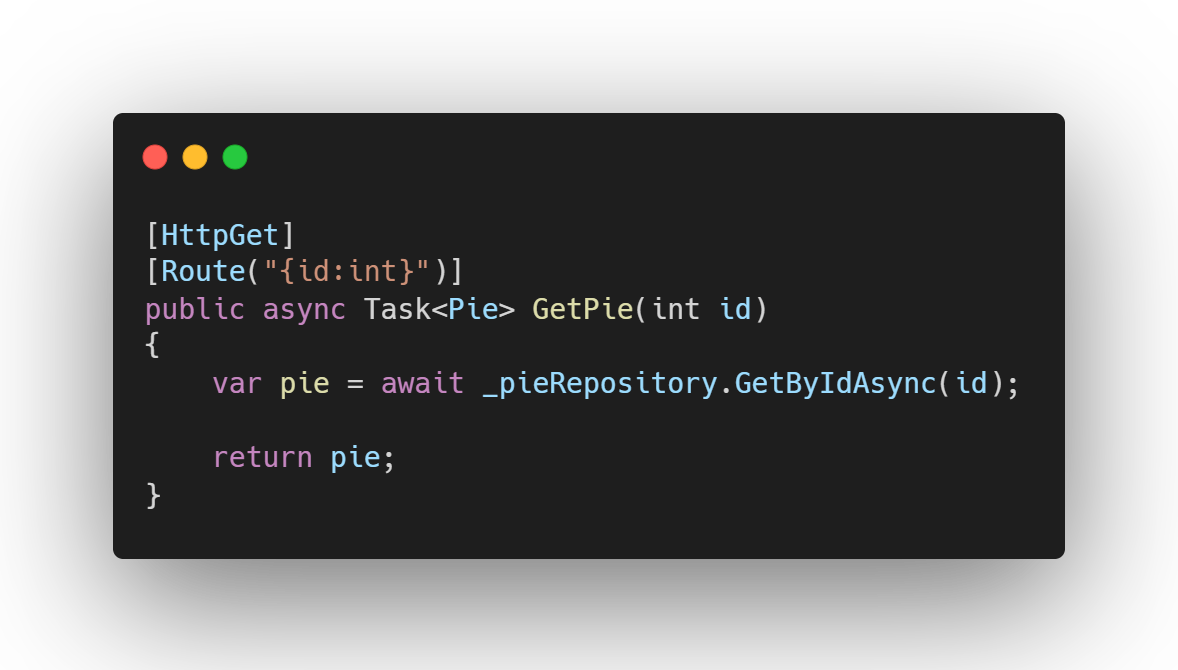 [HttpGet]
[Route("{id:int}")]
public async Task<Pie> GetPie(int id)
{
    var pie = await _pieRepository.GetByIdAsync(id);

    return pie;
}